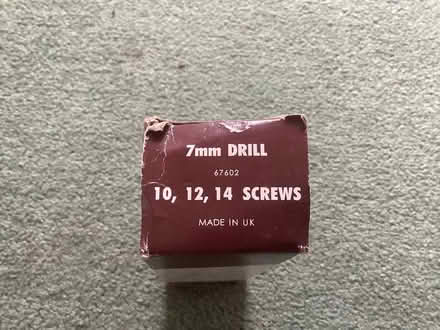 7mm DRILL
67602
10, 12, 14 SCREWS
MADE IN UK